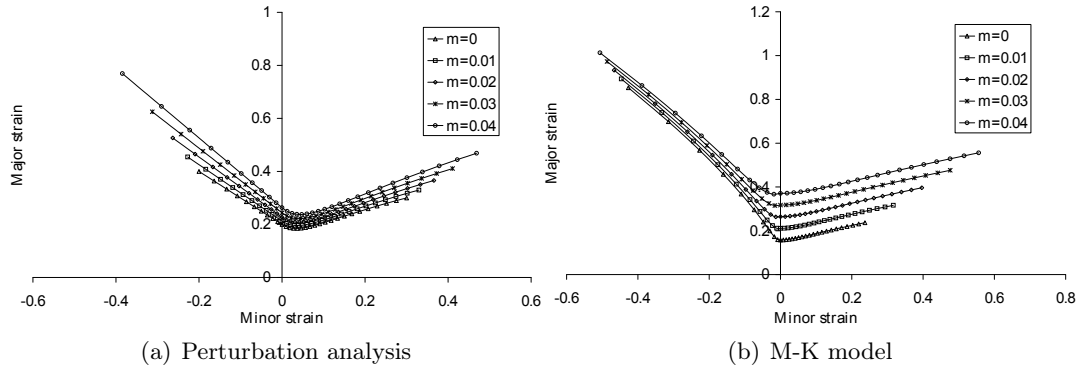 1
0.8
0.6
0.4
0.2
0
-0.6
-0.4
-0.2
0
0.2
0.4
0.6
Major strain
Minor strain
m=0
m=0.01
m=0.02
m=0.03
m=0.04
(a) Perturbation analysis
1.2
1
0.8
0.6
0.4
0.2
0
-0.6
-0.4
-0.2
0
0.2
0.4
0.6
0.8
Major strain
Minor strain
m=0
m=0.01
m=0.02
m=0.03
m=0.04
(b) M-K model